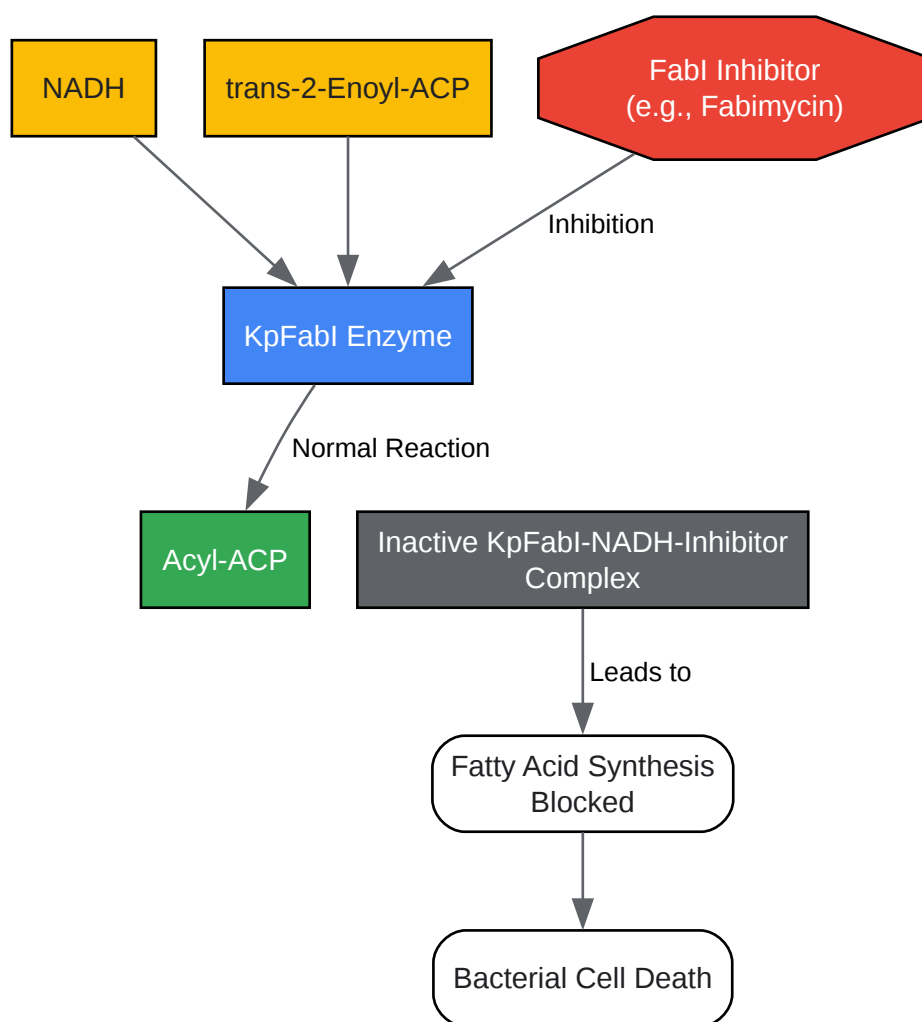 NADH
trans-2-Enoyl-ACP
FabI Inhibitor
(e.g., Fabimycin)
Inhibition
KpFabI Enzyme
Normal Reaction
Acyl-ACP
Inactive KpFabI-NADH-Inhibitor
Complex
Leads to
Fatty Acid Synthesis
Blocked
Bacterial Cell Death